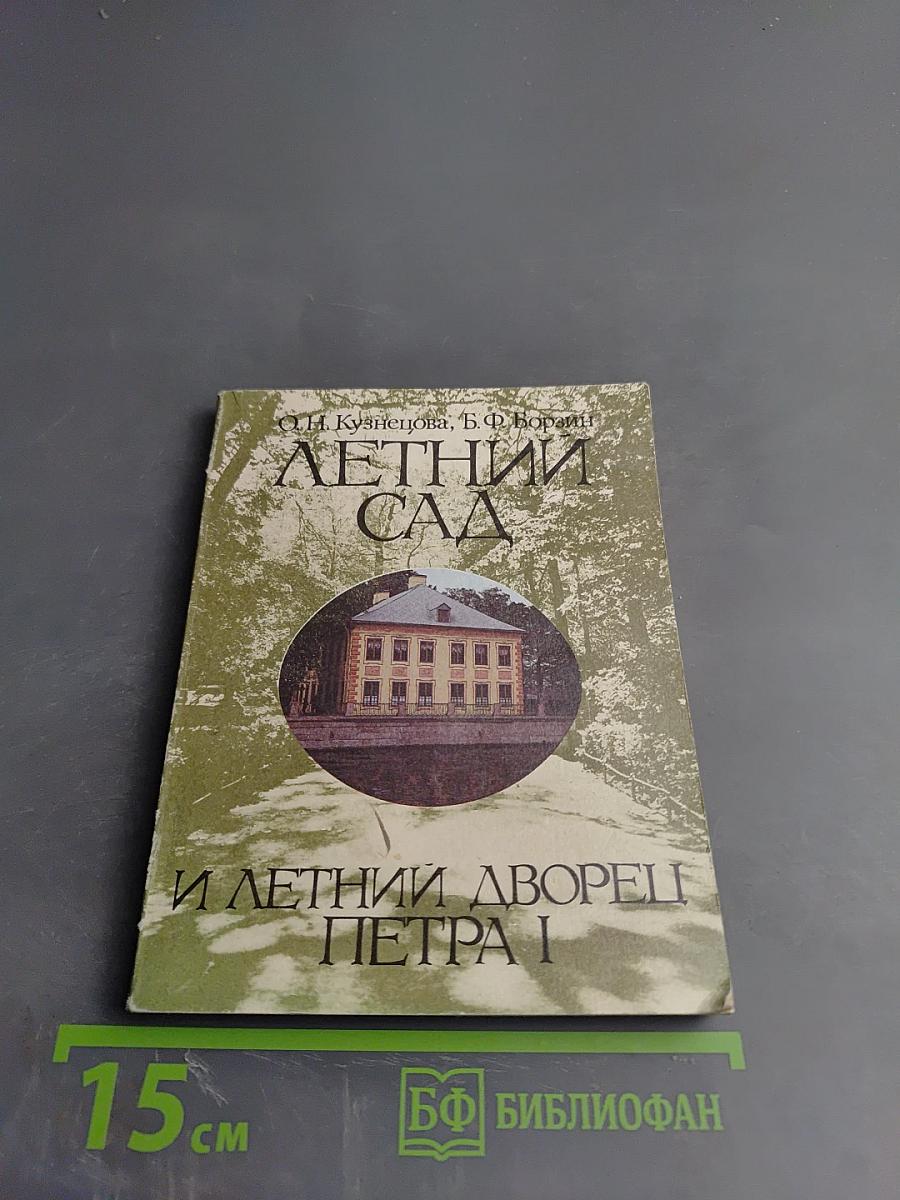 О. Н. Кузнецова, Б. Ф. Борзин
ЛЕТНИЙ
САД
И ЛЕТНИЙ ДВОРЕЦ
ПЕТРА I
15 см
БФ БИБЛИОФАН